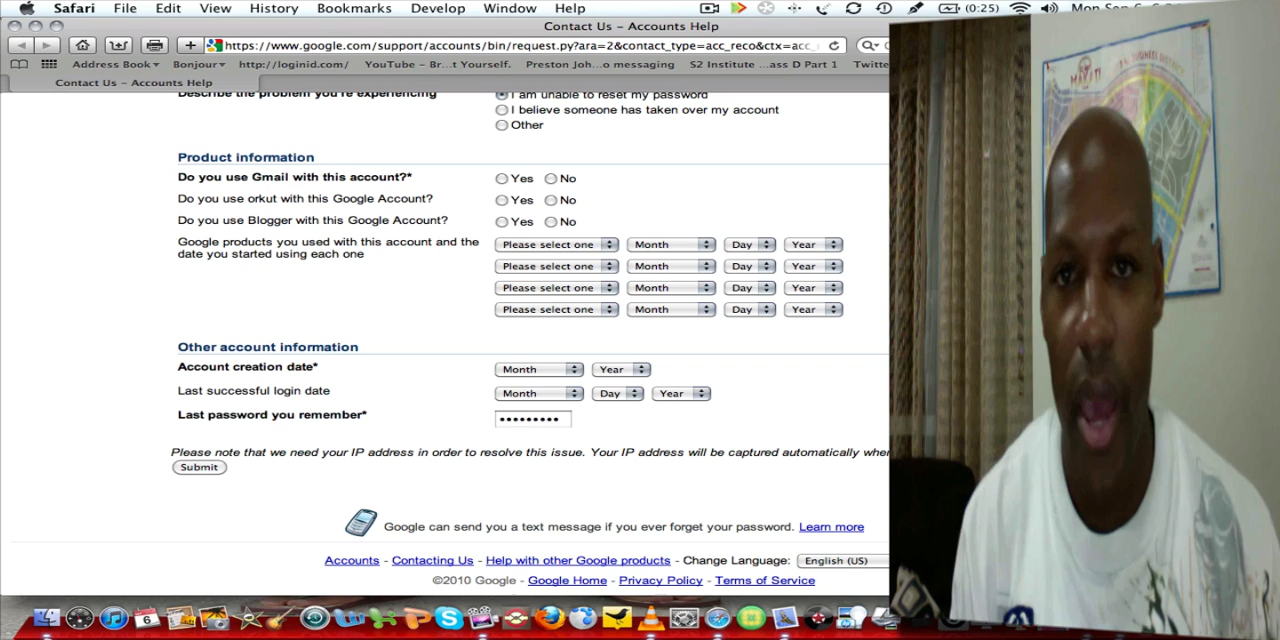 Safari File Edit View History Bookmarks Develop Window Help (0:25)
Contact Us – Accounts Help
https://www.google.com/support/accounts/bin/request.py?ara=2&contact_type=acc_reco&ctx=acc_
Address Book Bonjour http://loginid.com/ YouTube – Br...t Yourself. Preston Joh...o messaging S2 Institute ...ass D Part 1 Twitte
Contact Us – Accounts Help
Describe the problem you're experiencing I am unable to reset my password
I believe someone has taken over my account
Other
Product information
Do you use Gmail with this account?* Yes No
Do you use orkut with this Google Account? Yes No
Do you use Blogger with this Google Account? Yes No
Google products you used with this account and the Please select one Month Day Year
date you started using each one
Please select one Month Day Year
Please select one Month Day Year
Please select one Month Day Year
Other account information
Account creation date* Month Year
Last successful login date Month Day Year
Last password you remember* •••••••••
Please note that we need your IP address in order to resolve this issue. Your IP address will be captured automatically when
Submit
Google can send you a text message if you ever forget your password. Learn more
Accounts - Contacting Us - Help with other Google products - Change Language: English (US)
©2010 Google - Google Home - Privacy Policy - Terms of Service
MAKATI